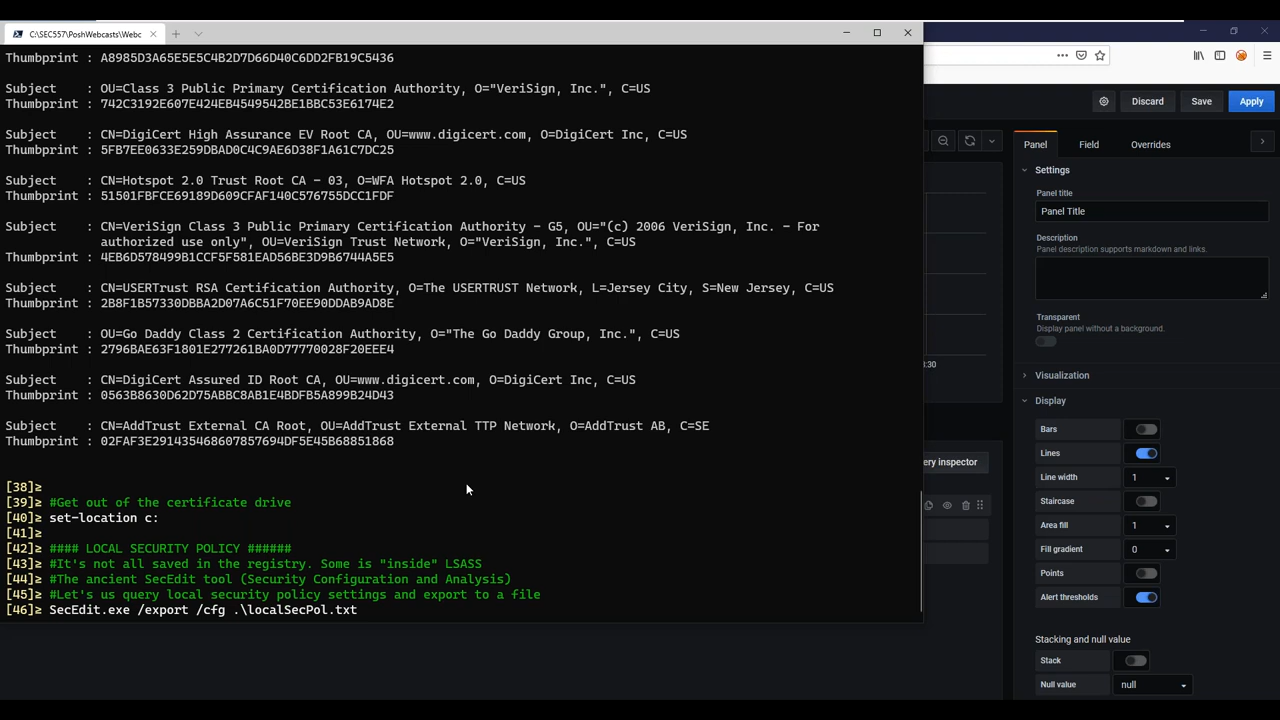 C:\SEC557\PoshWebcasts\Webc
Thumbprint : A8985D3A65E5E5C4B2D7D66D40C6DD2FB19C5436
Subject    : OU=Class 3 Public Primary Certification Authority, O="VeriSign, Inc.", C=US
Thumbprint : 742C3192E607E424EB4549542BE1BBC53E6174E2
Subject    : CN=DigiCert High Assurance EV Root CA, OU=www.digicert.com, O=DigiCert Inc, C=US
Thumbprint : 5FB7EE0633E259DBAD0C4C9AE6D38F1A61C7DC25
Subject    : CN=Hotspot 2.0 Trust Root CA - 03, O=WFA Hotspot 2.0, C=US
Thumbprint : 51501FBFCE69189D609CFAF140C576755DCC1FDF
Subject    : CN=VeriSign Class 3 Public Primary Certification Authority - G5, OU="(c) 2006 VeriSign, Inc. - For
authorized use only", OU=VeriSign Trust Network, O="VeriSign, Inc.", C=US
Thumbprint : 4EB6D578499B1CCF5F581EAD56BE3D9B6744A5E5
Subject    : CN=USERTrust RSA Certification Authority, O=The USERTRUST Network, L=Jersey City, S=New Jersey, C=US
Thumbprint : 2B8F1B57330DBBA2D07A6C51F70EE90DDAB9AD8E
Subject    : OU=Go Daddy Class 2 Certification Authority, O="The Go Daddy Group, Inc.", C=US
Thumbprint : 2796BAE63F1801E277261BA0D77770028F20EEE4
Subject    : CN=DigiCert Assured ID Root CA, OU=www.digicert.com, O=DigiCert Inc, C=US
Thumbprint : 0563B8630D62D75ABBC8AB1E4BDFB5A899B24D43
Subject    : CN=AddTrust External CA Root, OU=AddTrust External TTP Network, O=AddTrust AB, C=SE
Thumbprint : 02FAF3E291435468607857694DF5E45B68851868
[38]≥
[39]≥ #Get out of the certificate drive
[40]≥ set-location c:
[41]≥
[42]≥ #### LOCAL SECURITY POLICY ######
[43]≥ #It's not all saved in the registry. Some is "inside" LSASS
[44]≥ #The ancient SecEdit tool (Security Configuration and Analysis)
[45]≥ #Let's us query local security policy settings and export to a file
[46]≥ SecEdit.exe /export /cfg .\localSecPol.txt
Discard
Save
Apply
Panel
Field
Overrides
Settings
Panel title
Panel Title
Description
Panel description supports markdown and links.
Transparent
Display panel without a background.
:30
Visualization
Display
Bars
Lines
ery inspector
Line width
1
Staircase
Area fill
1
Fill gradient
0
Points
Alert thresholds
Stacking and null value
Stack
Null value
null